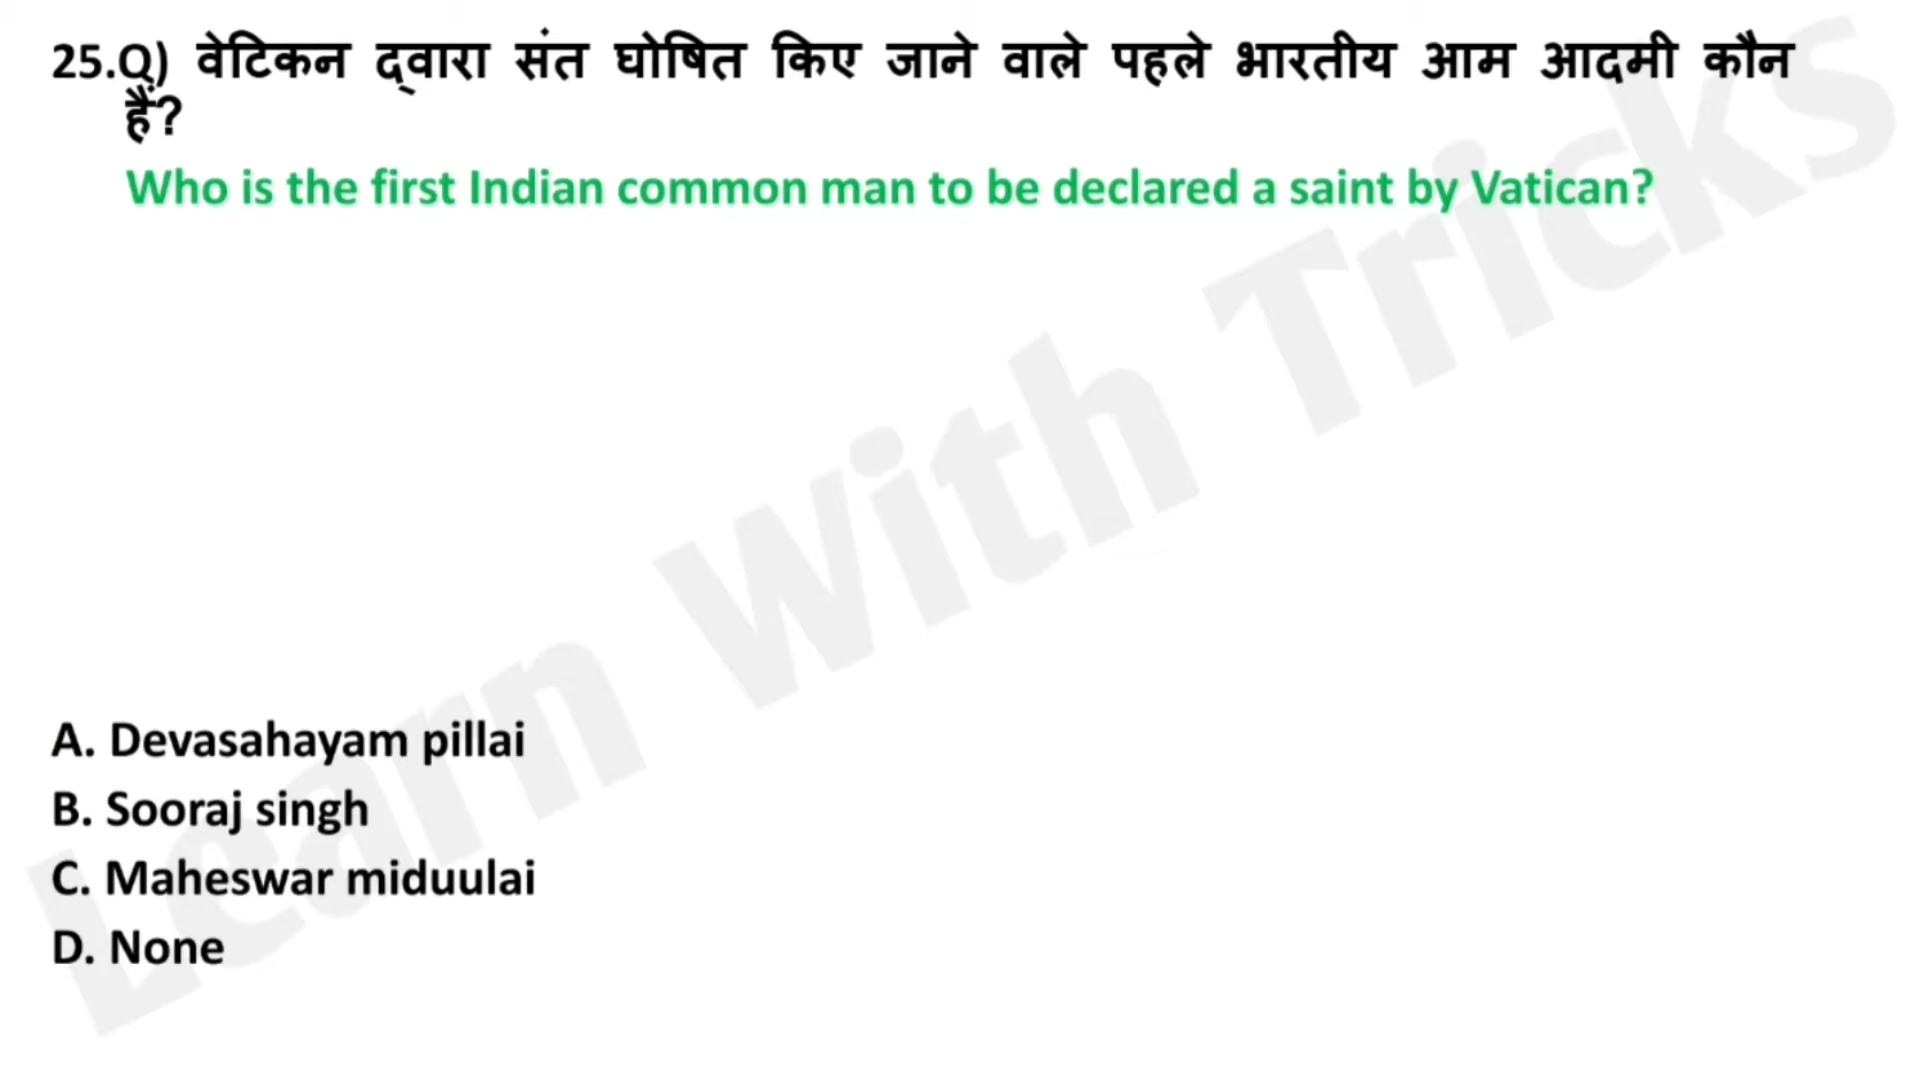 25.Q) वेटिकन द्वारा संत घोषित किए जाने वाले पहले भारतीय आम आदमी कौन
हैं?
Who is the first Indian common man to be declared a saint by Vatican?
Learn With Tricks
A. Devasahayam pillai
B. Sooraj singh
C. Maheswar miduulai
D. None